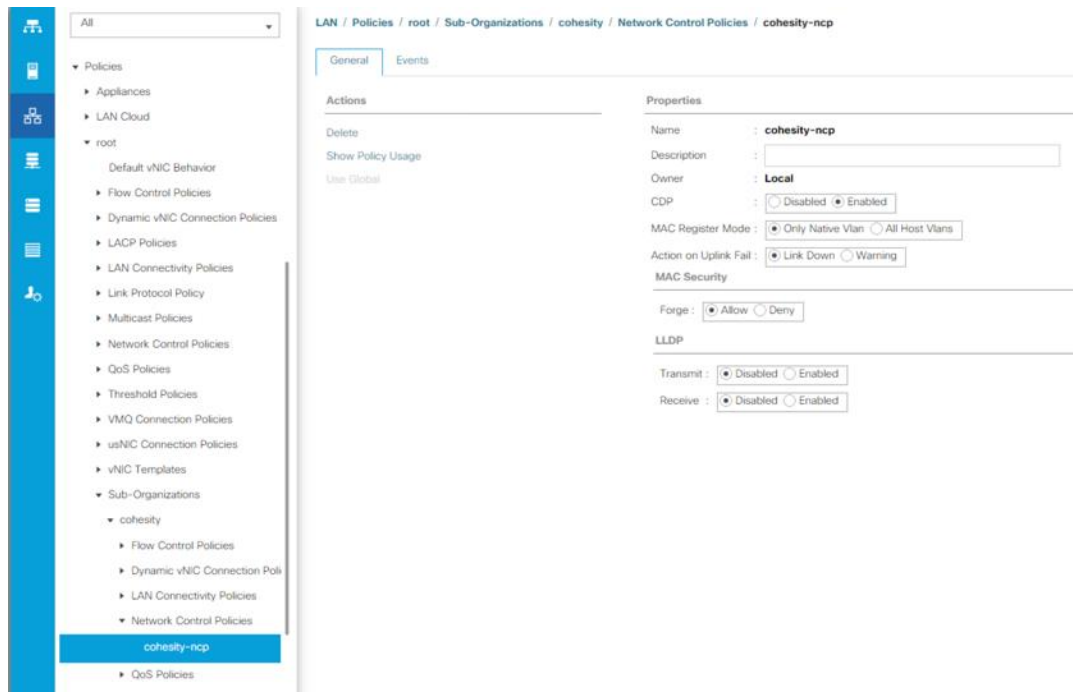 All
Policies
Appliances
LAN Cloud
root
Default vNIC Behavior
Flow Control Policies
Dynamic vNIC Connection Policies
LACP Policies
LAN Connectivity Policies
Link Protocol Policy
Multicast Policies
Network Control Policies
QoS Policies
Threshold Policies
VMQ Connection Policies
usNIC Connection Policies
vNIC Templates
Sub-Organizations
cohesity
Flow Control Policies
Dynamic vNIC Connection Poli
LAN Connectivity Policies
Network Control Policies
cohesity-ncp
QoS Policies
LAN / Policies / root / Sub-Organizations / cohesity / Network Control Policies / cohesity-ncp
General Events
Actions
Delete
Show Policy Usage
Use Global
Properties
Name : cohesity-ncp
Description :
Owner : Local
CDP : Disabled Enabled
MAC Register Mode : Only Native Vlan All Host Vlans
Action on Uplink Fail : Link Down Warning
MAC Security
Forge : Allow Deny
LLDP
Transmit : Disabled Enabled
Receive : Disabled Enabled